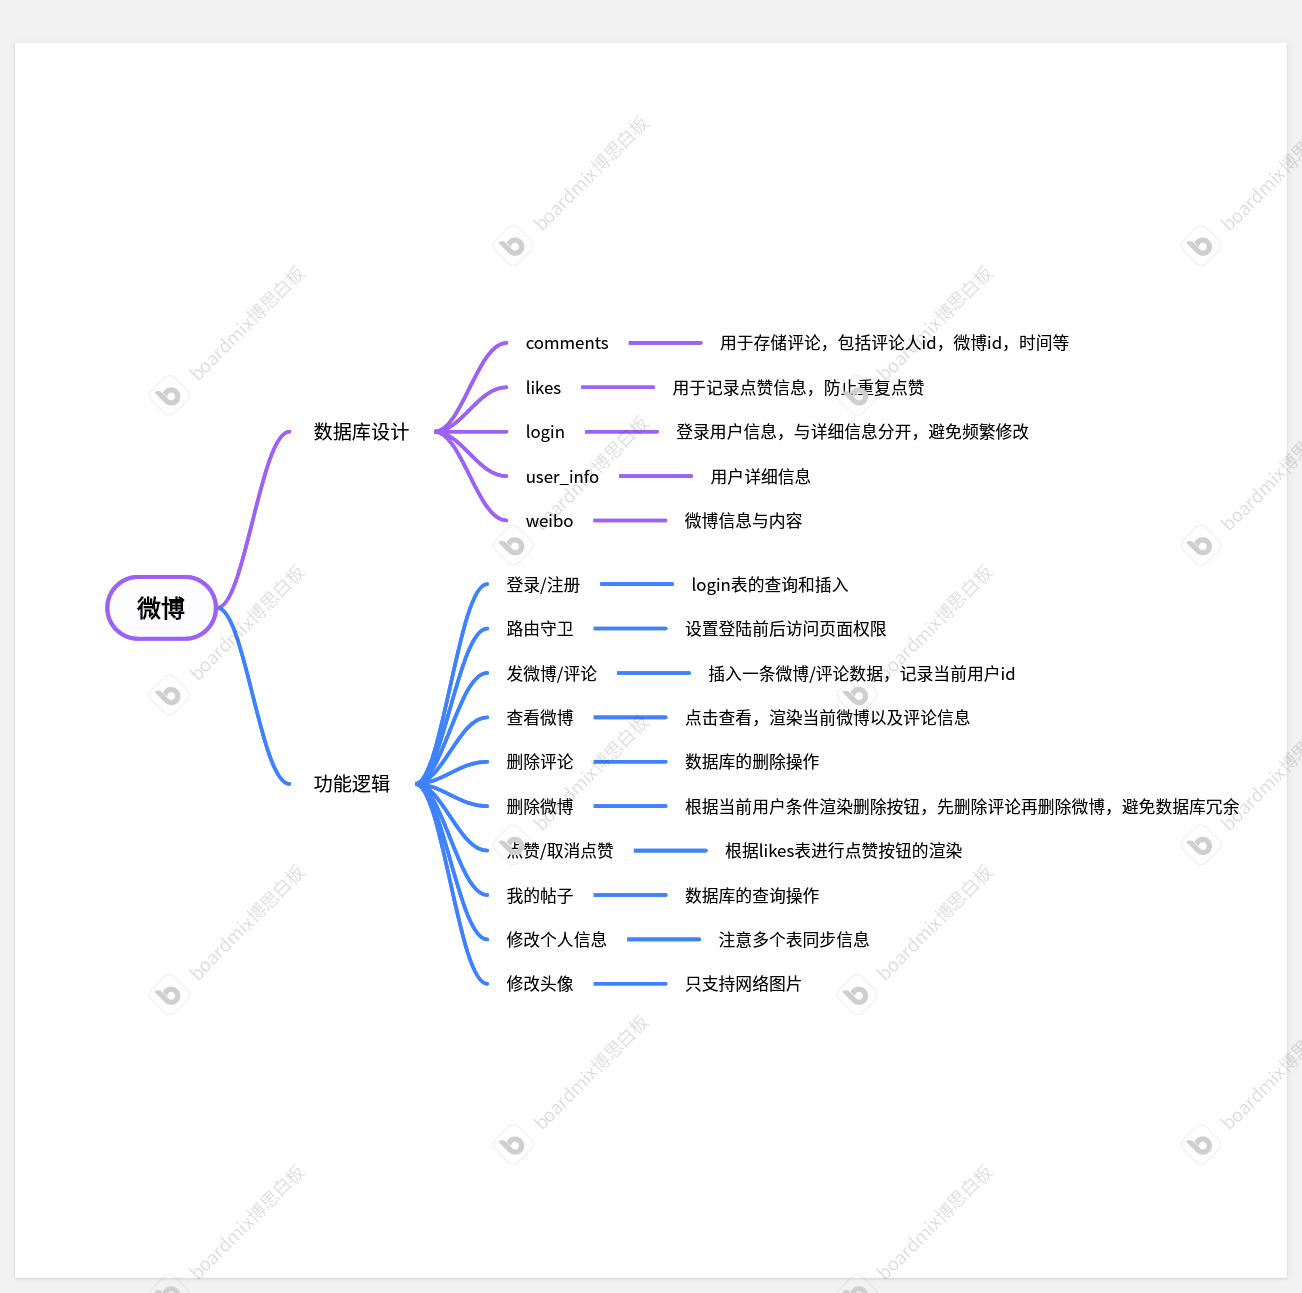 微博
数据库设计
comments 用于存储评论，包括评论人id，微博id，时间等
likes 用于记录点赞信息，防止重复点赞
login 登录用户信息，与详细信息分开，避免频繁修改
user_info 用户详细信息
weibo 微博信息与内容
功能逻辑
登录/注册 login表的查询和插入
路由守卫 设置登陆前后访问页面权限
发微博/评论 插入一条微博/评论数据，记录当前用户id
查看微博 点击查看，渲染当前微博以及评论信息
删除评论 数据库的删除操作
删除微博 根据当前用户条件渲染删除按钮，先删除评论再删除微博，避免数据库冗余
点赞/取消点赞 根据likes表进行点赞按钮的渲染
我的帖子 数据库的查询操作
修改个人信息 注意多个表同步信息
修改头像 只支持网络图片
boardmix博思白板